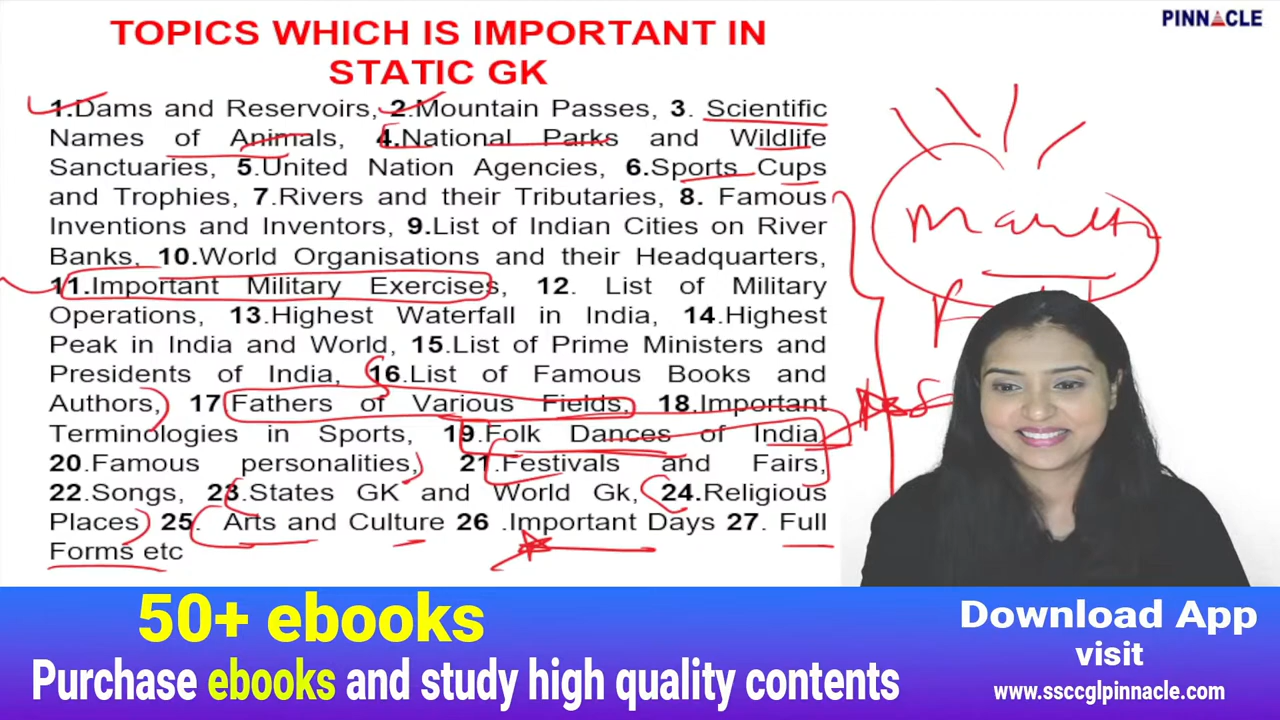 PINNACLE
TOPICS WHICH IS IMPORTANT IN
STATIC GK
1.Dams and Reservoirs, 2.Mountain Passes, 3. Scientific
Names of Animals, 4.National Parks and Wildlife
Sanctuaries, 5.United Nation Agencies, 6.Sports Cups
and Trophies, 7.Rivers and their Tributaries, 8. Famous
Inventions and Inventors, 9.List of Indian Cities on River
Banks, 10.World Organisations and their Headquarters,
11.Important Military Exercises, 12. List of Military
Operations, 13.Highest Waterfall in India, 14.Highest
Peak in India and World, 15.List of Prime Ministers and
Presidents of India, 16.List of Famous Books and
Authors, 17.Fathers of Various Fields, 18.Important
Terminologies in Sports, 19.Folk Dances of India,
20.Famous personalities, 21.Festivals and Fairs,
22.Songs, 23.States GK and World Gk, 24.Religious
Places, 25. Arts and Culture 26 .Important Days 27. Full
Forms etc
50+ ebooks
Purchase ebooks and study high quality contents
Download App
visit
www.ssccglpinnacle.com